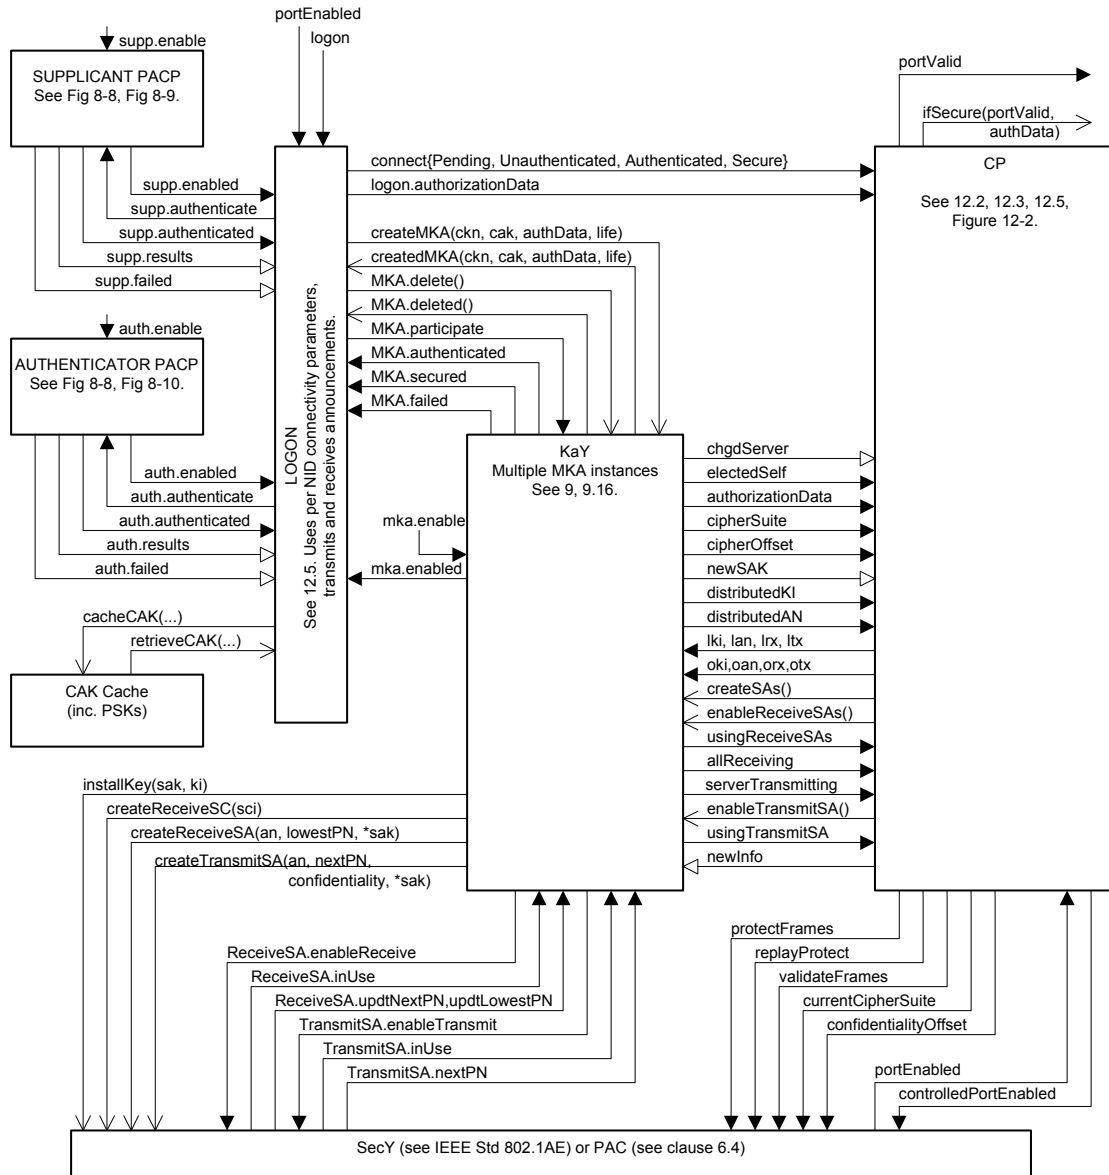 portEnabled
logon
supp.enable
SUPPLICANT PACP
See Fig 8-8, Fig 8-9.
supp.enabled
supp.authenticate
supp.authenticated
supp.results
supp.failed
auth.enable
AUTHENTICATOR PACP
See Fig 8-8, Fig 8-10.
auth.enabled
auth.authenticate
auth.authenticated
auth.results
auth.failed
cacheCAK(...)
retrieveCAK(...)
CAK Cache
(inc. PSKs)
LOGON
See 12.5. Uses per NID connectivity parameters,
transmits and receives announcements.
connect{Pending, Unauthenticated, Authenticated, Secure}
logon.authorizationData
createMKA(ckn, cak, authData, life)
createdMKA(ckn, cak, authData, life)
MKA.delete()
MKA.deleted()
MKA.participate
MKA.authenticated
MKA.secured
MKA.failed
mka.enable
mka.enabled
KaY
Multiple MKA instances
See 9, 9.16.
portValid
ifSecure(portValid,
authData)
CP
See 12.2, 12.3, 12.5,
Figure 12-2.
chgdServer
electedSelf
authorizationData
cipherSuite
cipherOffset
newSAK
distributedKI
distributedAN
lki, lan, lrx, ltx
oki,oan,orx,otx
createSAs()
enableReceiveSAs()
usingReceiveSAs
allReceiving
serverTransmitting
enableTransmitSA()
usingTransmitSA
newInfo
installKey(sak, ki)
createReceiveSC(sci)
createReceiveSA(an, lowestPN, *sak)
createTransmitSA(an, nextPN,
confidentiality, *sak)
ReceiveSA.enableReceive
ReceiveSA.inUse
ReceiveSA.updtNextPN,updtLowestPN
TransmitSA.enableTransmit
TransmitSA.inUse
TransmitSA.nextPN
protectFrames
replayProtect
validateFrames
currentCipherSuite
confidentialityOffset
portEnabled
controlledPortEnabled
SecY (see IEEE Std 802.1AE) or PAC (see clause 6.4)